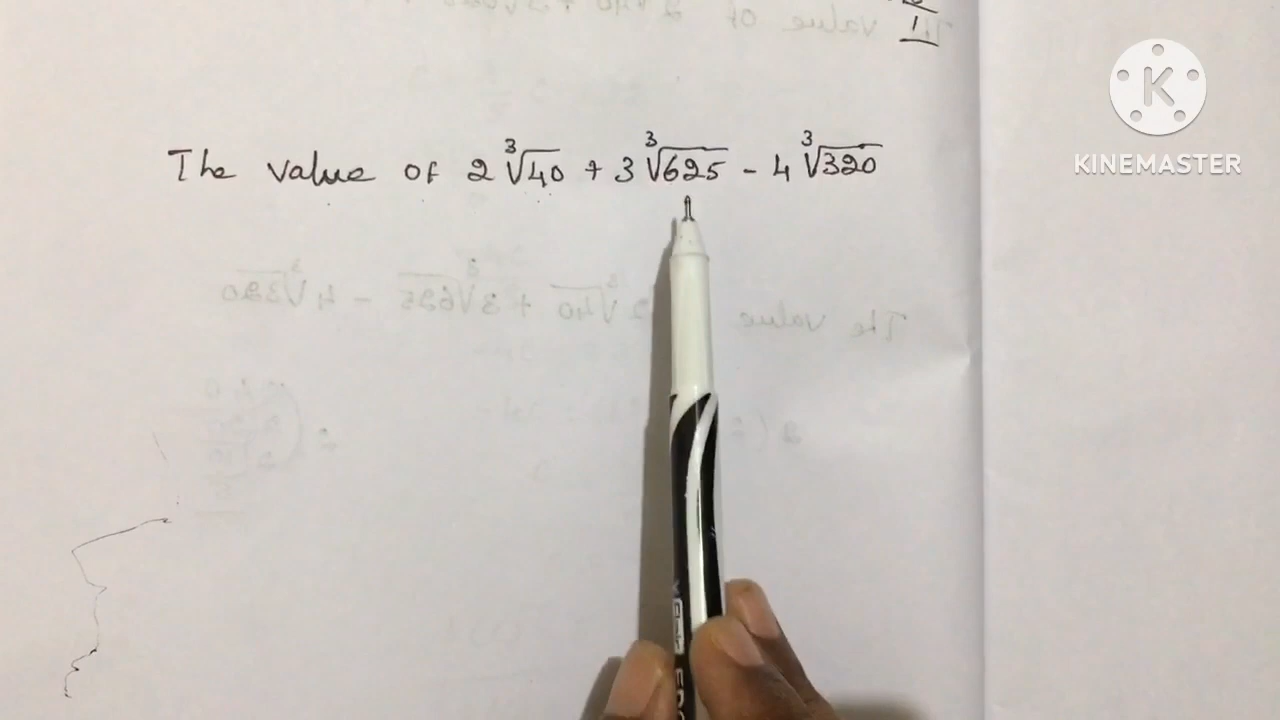 The value of 2∛40 + 3∛625 - 4∛320
KINEMASTER